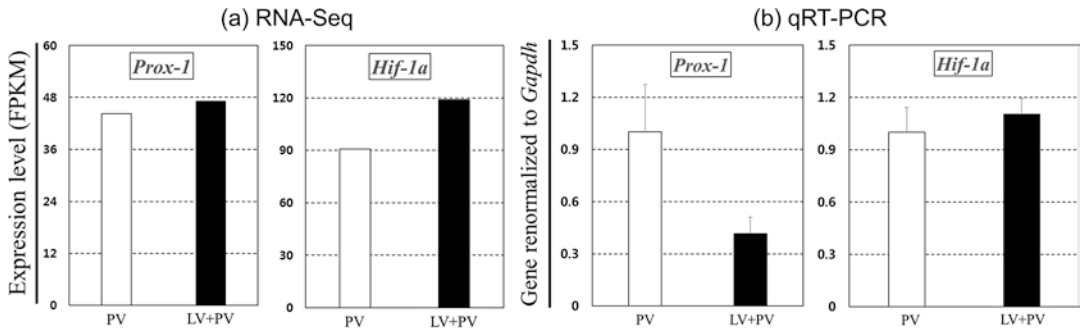 (a) RNA-Seq
(b) qRT-PCR
Expression level (FPKM)
60
48
36
24
12
0
Prox-1
PV
LV+PV
150
120
90
60
30
0
Hif-1a
PV
LV+PV
Gene renormalized to Gapdh
1.5
1.2
0.9
0.6
0.3
0
Prox-1
PV
LV+PV
1.5
1.2
0.9
0.6
0.3
0
Hif-1a
PV
LV+PV